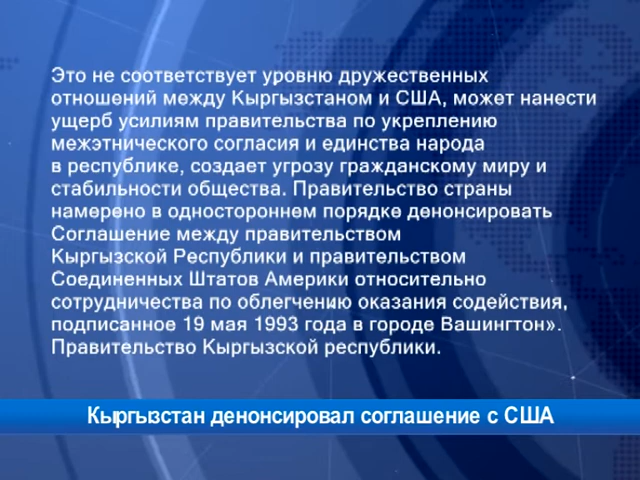 Это не соответствует уровню дружественных
отношений между Кыргызстаном и США, может нанести
ущерб усилиям правительства по укреплению
межэтнического согласия и единства народа
в республике, создает угрозу гражданскому миру и
стабильности общества. Правительство страны
намерено в одностороннем порядке денонсировать
Соглашение между правительством
Кыргызской Республики и правительством
Соединенных Штатов Америки относительно
сотрудничества по облегчению оказания содействия,
подписанное 19 мая 1993 года в городе Вашингтон».
Правительство Кыргызской республики.
Кыргызстан денонсировал соглашение с США